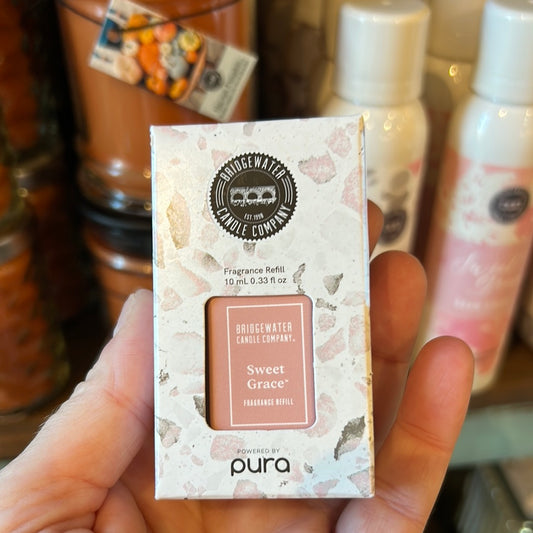 BRIDGEWATER
CANDLE COMPANY
EST. 1998
Fragrance Refill
10 mL 0.33 fl oz
BRIDGEWATER
CANDLE COMPANY®
Sweet
Grace™
FRAGRANCE REFILL
POWERED BY
pura